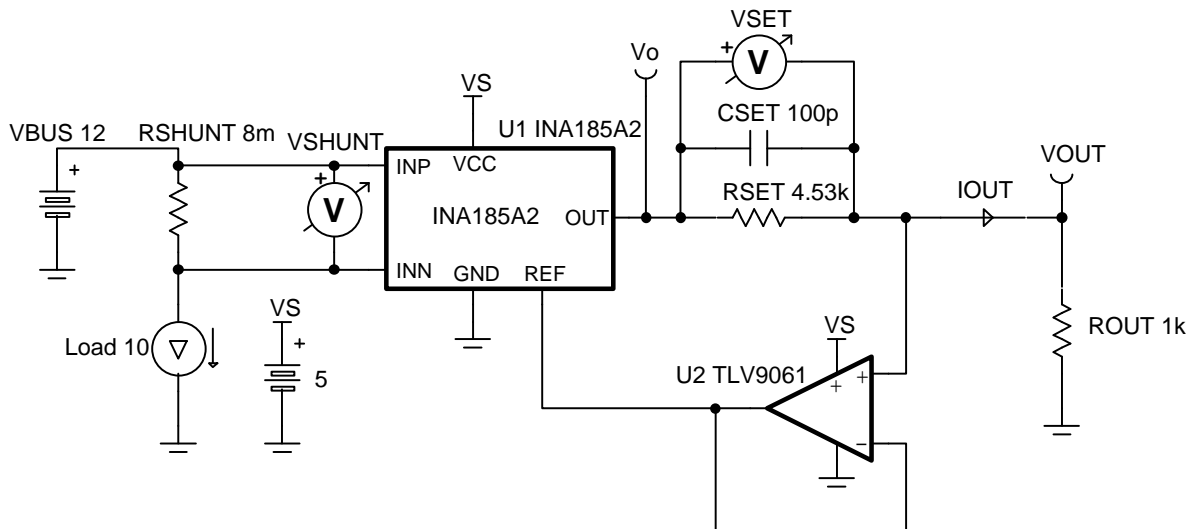 VSET
+
V
Vo
CSET 100p
VS
VBUS 12
RSHUNT 8m
VSHUNT
U1 INA185A2
+
+
V
INP
VCC
INA185A2
OUT
RSET 4.53k
IOUT
VOUT
INN
GND
REF
VS
+
5
Load 10
ROUT 1k
VS
U2 TLV9061
+
+
−